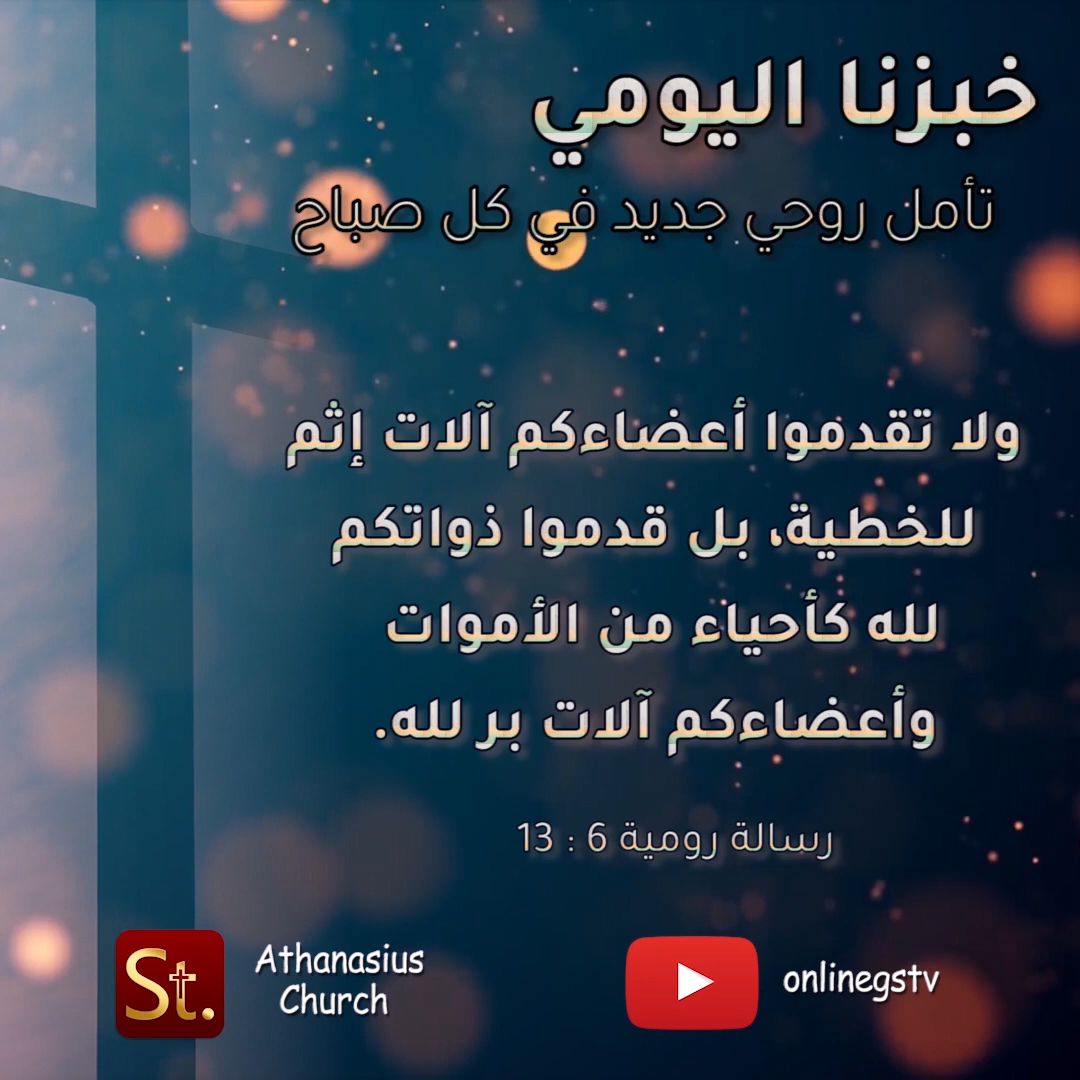 خبزنا اليومي
تأمل روحي جديد في كل صباح
ولا تقدموا أعضاءكم آلات إثم
للخطية، بل قدموا ذواتكم
لله كأحياء من الأموات
وأعضاءكم آلات بر لله.
رسالة رومية 6 : 13
St.
Athanasius
Church
onlinegstv